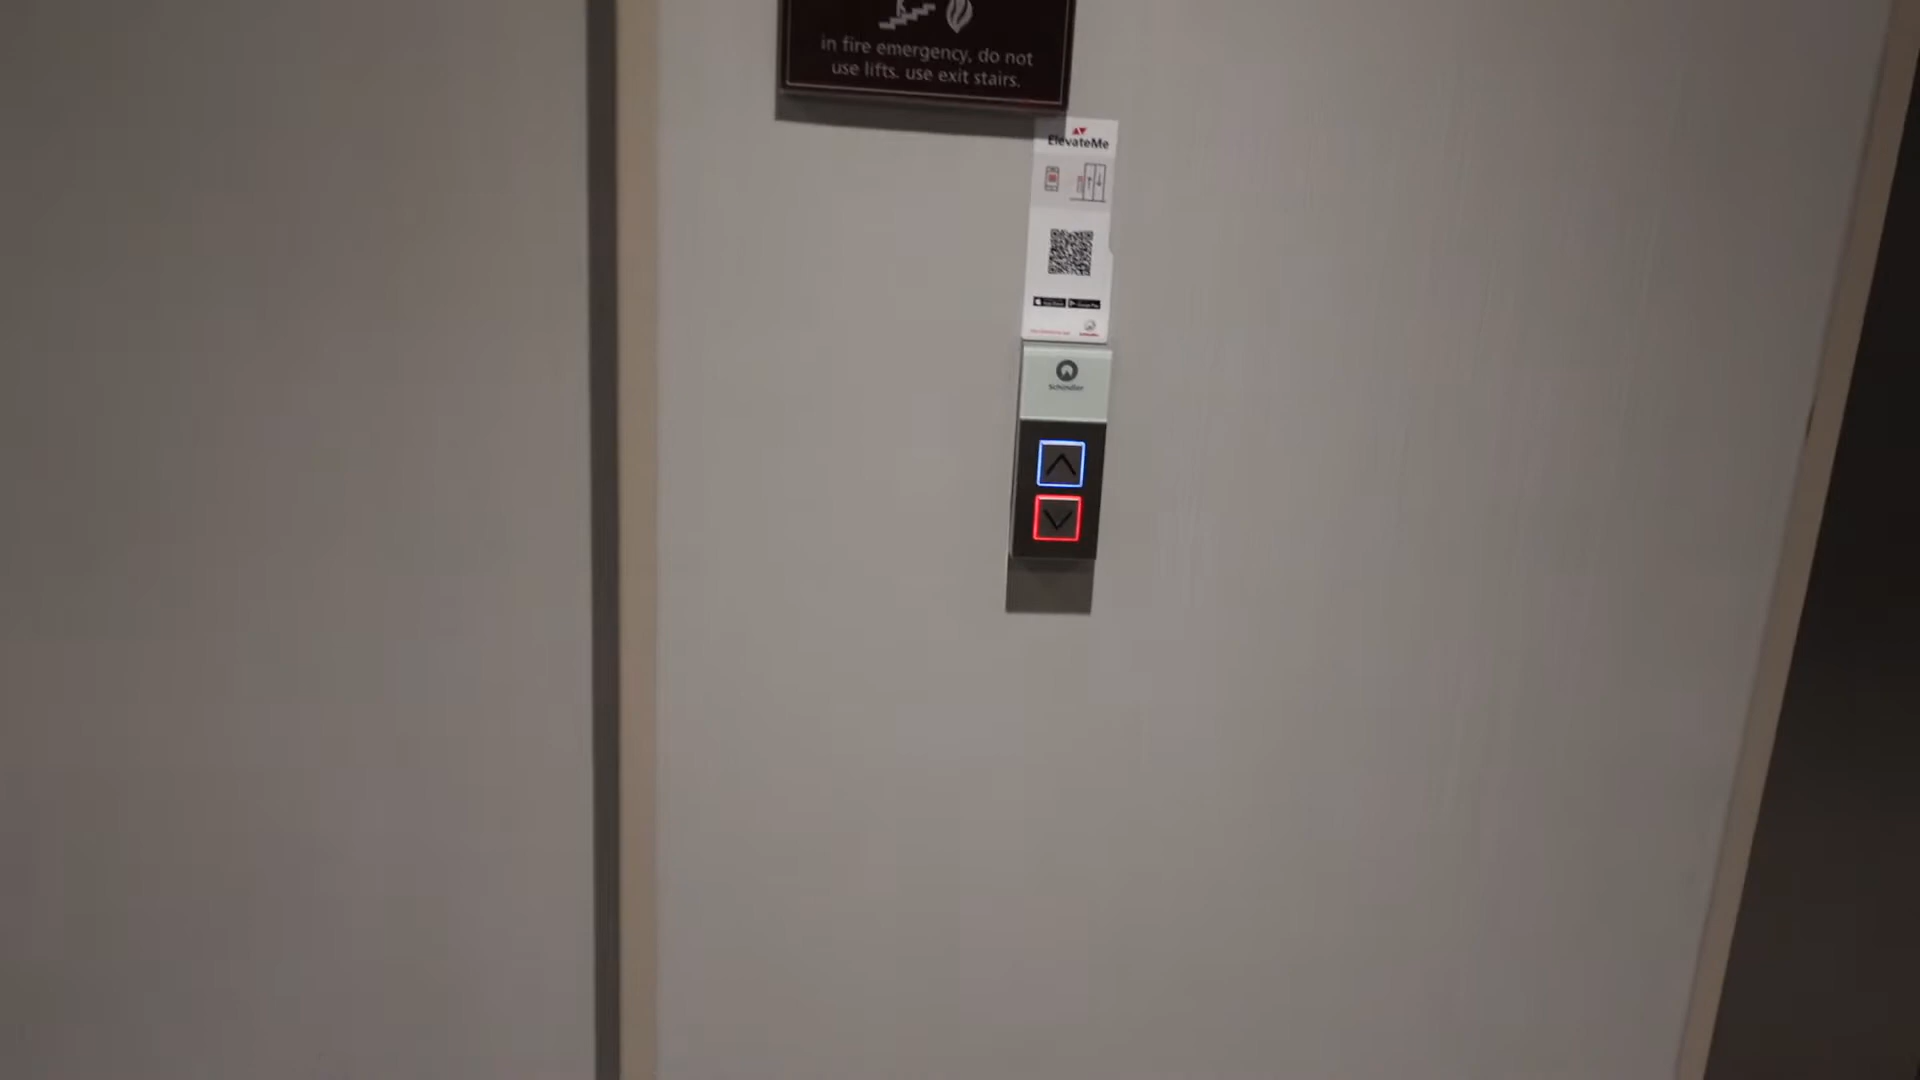 in fire emergency, do not
use lifts. use exit stairs.
ElevateMe
Schindler